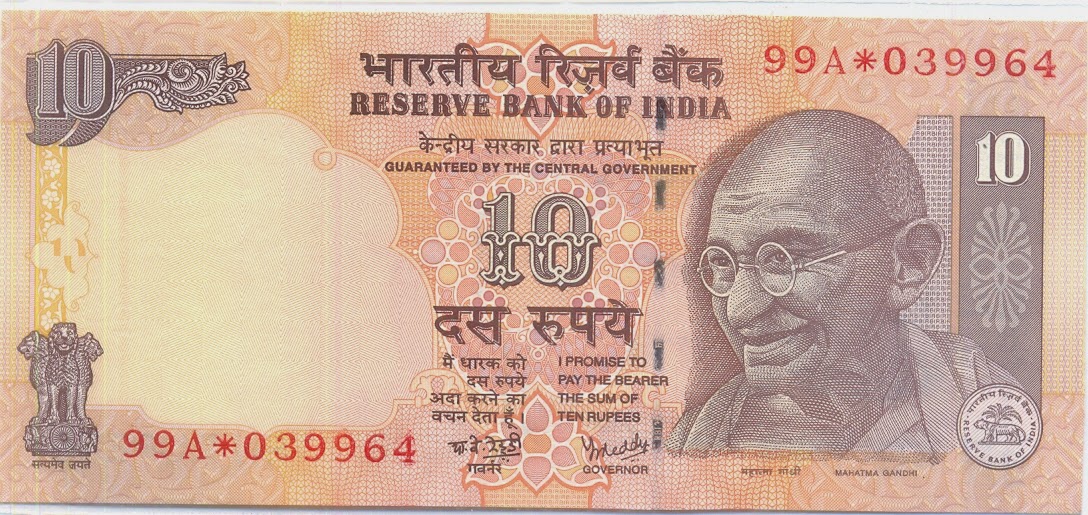 10
भारतीय रिज़र्व बैंक
RESERVE BANK OF INDIA
99A*039964
केन्द्रीय सरकार द्वारा प्रत्याभूत
GUARANTEED BY THE CENTRAL GOVERNMENT
10
10
दस रुपये
मैं धारक को
दस रुपये
अदा करने का
वचन देता हूँ।
I PROMISE TO
PAY THE BEARER
THE SUM OF
TEN RUPEES
गवर्नर
GOVERNOR
99A*039964
सत्यमेव जयते
महात्मा गांधी
MAHATMA GANDHI
भारतीय रिज़र्व बैंक
RESERVE BANK OF INDIA